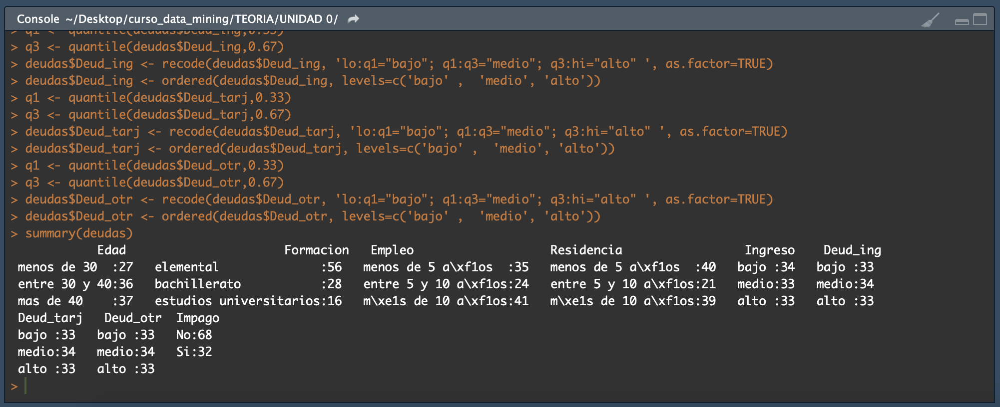 Console ~/Desktop/curso_data_mining/TEORIA/UNIDAD 0/
> q1 <- quantile(deudas$Deud_ing,0.33)
> q3 <- quantile(deudas$Deud_ing,0.67)
> deudas$Deud_ing <- recode(deudas$Deud_ing, 'lo:q1="bajo"; q1:q3="medio"; q3:hi="alto" ', as.factor=TRUE)
> deudas$Deud_ing <- ordered(deudas$Deud_ing, levels=c('bajo' ,  'medio', 'alto'))
> q1 <- quantile(deudas$Deud_tarj,0.33)
> q3 <- quantile(deudas$Deud_tarj,0.67)
> deudas$Deud_tarj <- recode(deudas$Deud_tarj, 'lo:q1="bajo"; q1:q3="medio"; q3:hi="alto" ', as.factor=TRUE)
> deudas$Deud_tarj <- ordered(deudas$Deud_tarj, levels=c('bajo' ,  'medio', 'alto'))
> q1 <- quantile(deudas$Deud_otr,0.33)
> q3 <- quantile(deudas$Deud_otr,0.67)
> deudas$Deud_otr <- recode(deudas$Deud_otr, 'lo:q1="bajo"; q1:q3="medio"; q3:hi="alto" ', as.factor=TRUE)
> deudas$Deud_otr <- ordered(deudas$Deud_otr, levels=c('bajo' ,  'medio', 'alto'))
> summary(deudas)
Edad Formacion Empleo Residencia Ingreso Deud_ing
menos de 30  :27 elemental :56 menos de 5 a\xf1os  :35 menos de 5 a\xf1os  :40 bajo :34 bajo :33
entre 30 y 40:36 bachillerato :28 entre 5 y 10 a\xf1os:24 entre 5 y 10 a\xf1os:21 medio:33 medio:34
mas de 40 :37 estudios universitarios:16 m\xe1s de 10 a\xf1os:41 m\xe1s de 10 a\xf1os:39 alto :33 alto :33
Deud_tarj Deud_otr Impago
bajo :33 bajo :33 No:68
medio:34 medio:34 Si:32
alto :33 alto :33
>